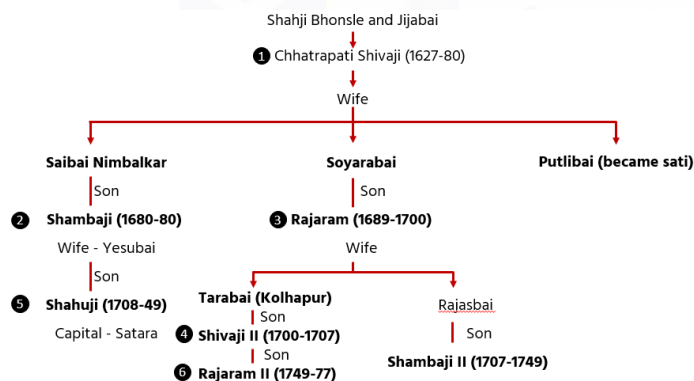 Shahji Bhonsle and Jijabai
1 Chhatrapati Shivaji (1627-80)
Wife
Saibai Nimbalkar
Soyarabai
Putlibai (became sati)
Son
Son
2 Shambaji (1680-80)
3 Rajaram (1689-1700)
Wife - Yesubai
Wife
Son
5 Shahuji (1708-49)
Tarabai (Kolhapur)
Rajasbai
Capital - Satara
Son
4 Shivaji II (1700-1707)
Son
Son
Shambaji II (1707-1749)
6 Rajaram II (1749-77)